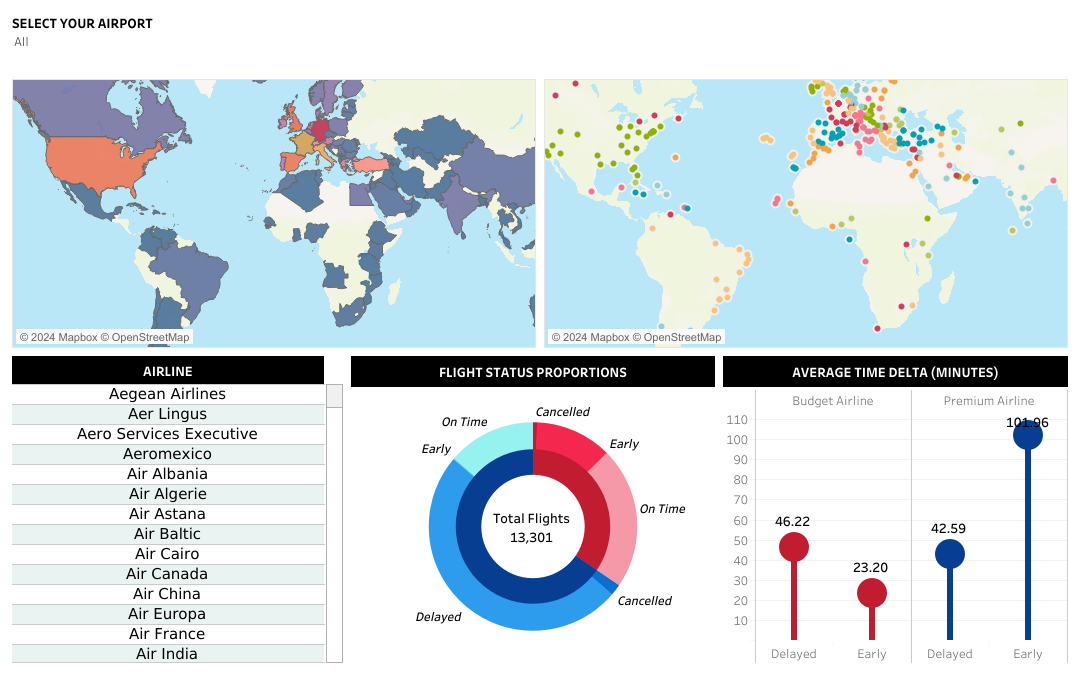 SELECT YOUR AIRPORT
All
© 2024 Mapbox © OpenStreetMap
© 2024 Mapbox © OpenStreetMap
AIRLINE
Aegean Airlines
Aer Lingus
Aero Services Executive
Aeromexico
Air Albania
Air Algerie
Air Astana
Air Baltic
Air Cairo
Air Canada
Air China
Air Europa
Air France
Air India
FLIGHT STATUS PROPORTIONS
Cancelled
On Time
Early
Early
On Time
Total Flights
13,301
Cancelled
Delayed
AVERAGE TIME DELTA (MINUTES)
Budget Airline
Premium Airline
110
100
90
80
70
60
50
40
30
20
10
46.22
23.20
42.59
101.96
Delayed
Early
Delayed
Early